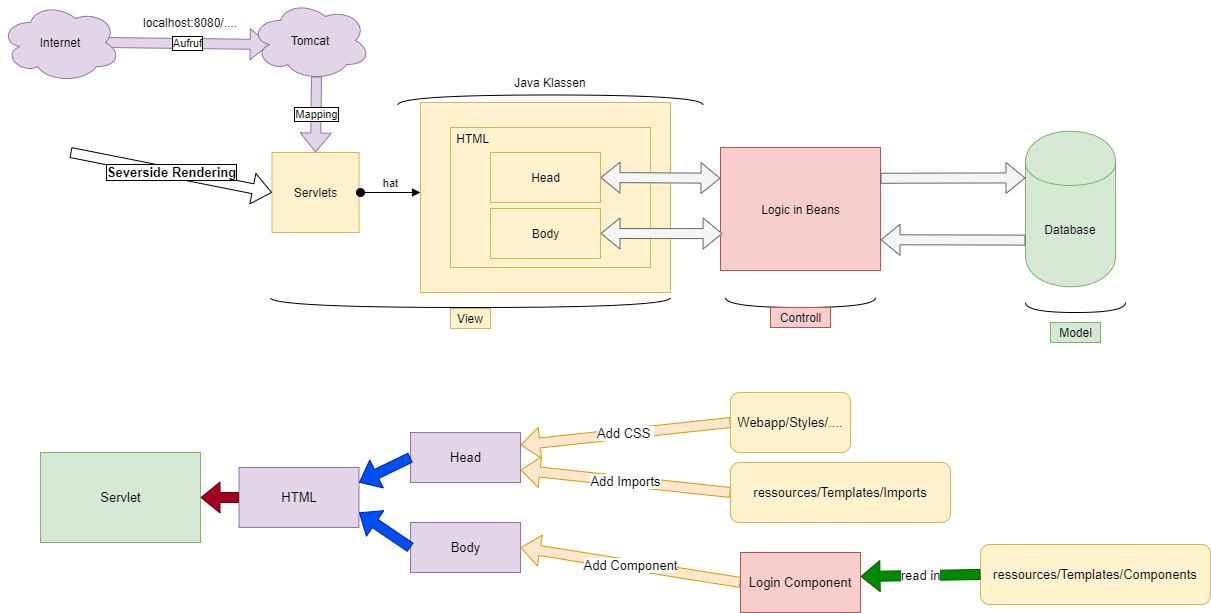 localhost:8080/....
Internet
Aufruf
Tomcat
Mapping
Java Klassen
Severside Rendering
Servlets
hat
HTML
Head
Body
Logic in Beans
Database
View
Controll
Model
Webapp/Styles/....
Add CSS
Head
Add Imports
ressources/Templates/Imports
Servlet
HTML
Body
Add Component
Login Component
read in
ressources/Templates/Components